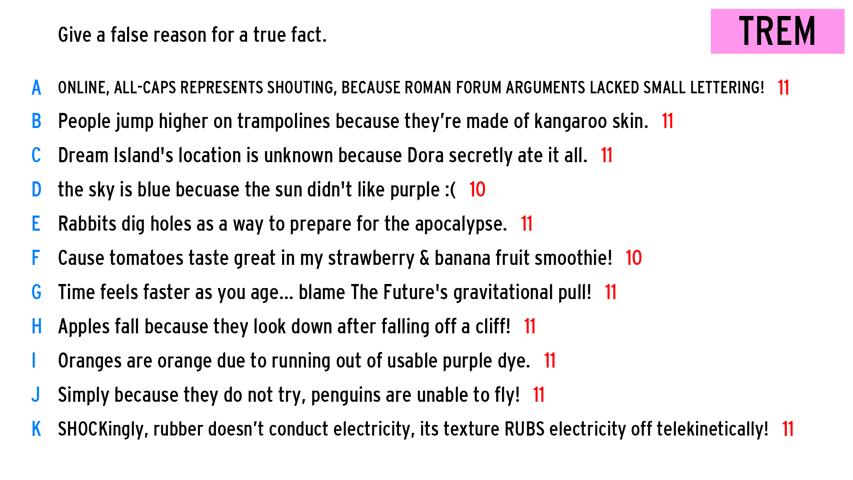 Give a false reason for a true fact.
TREM
A ONLINE, ALL-CAPS REPRESENTS SHOUTING, BECAUSE ROMAN FORUM ARGUMENTS LACKED SMALL LETTERING! 11
B People jump higher on trampolines because they're made of kangaroo skin. 11
C Dream Island's location is unknown because Dora secretly ate it all. 11
D the sky is blue becuase the sun didn't like purple :( 10
E Rabbits dig holes as a way to prepare for the apocalypse. 11
F Cause tomatoes taste great in my strawberry & banana fruit smoothie! 10
G Time feels faster as you age... blame The Future's gravitational pull! 11
H Apples fall because they look down after falling off a cliff! 11
I Oranges are orange due to running out of usable purple dye. 11
J Simply because they do not try, penguins are unable to fly! 11
K SHOCKingly, rubber doesn't conduct electricity, its texture RUBS electricity off telekinetically! 11